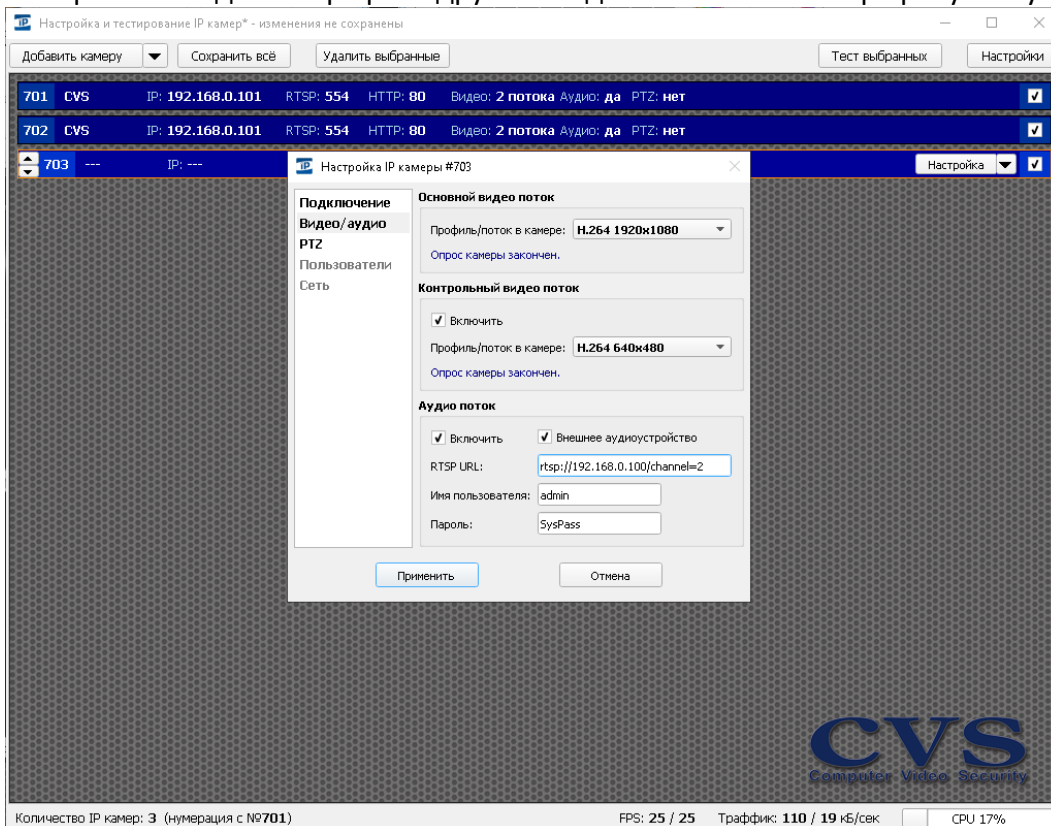 Настройка и тестирование IP камер* - изменения не сохранены
Добавить камеру Сохранить всё Удалить выбранные Тест выбранных Настройки
701 CVS IP: 192.168.0.101 RTSP: 554 HTTP: 80 Видео: 2 потока Аудио: да PTZ: нет
702 CVS IP: 192.168.0.101 RTSP: 554 HTTP: 80 Видео: 2 потока Аудио: да PTZ: нет
703 --- IP: --- Настройка
Настройка IP камеры #703
Подключение
Видео/аудио
PTZ
Пользователи
Сеть
Основной видео поток
Профиль/поток в камере: H.264 1920x1080
Опрос камеры закончен.
Контрольный видео поток
Включить
Профиль/поток в камере: H.264 640x480
Опрос камеры закончен.
Аудио поток
Включить Внешнее аудиоустройство
RTSP URL: rtsp://192.168.0.100/channel=2
Имя пользователя: admin
Пароль: SysPass
Применить Отмена
CVS
Computer Video Security
Количество IP камер: 3 (нумерация с №701) FPS: 25 / 25 Траффик: 110 / 19 кБ/сек CPU 17%